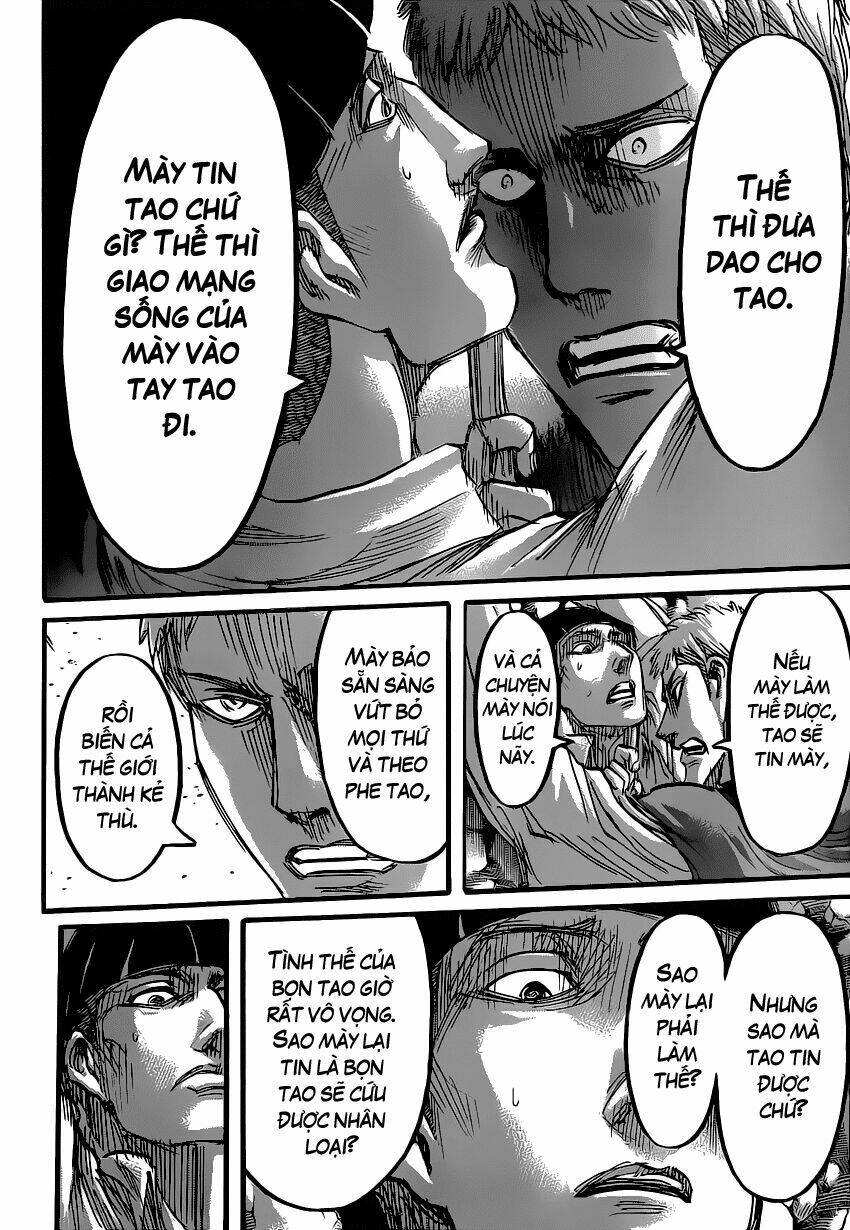 THẾ
THÌ ĐƯA
DAO CHO
TAO.
MÀY TIN
TAO CHỨ
GÌ? THẾ THÌ
GIAO MẠNG
SỐNG CỦA
MÀY VÀO
TAY TAO
ĐI.
NẾU
MÀY LÀM
THẾ ĐƯỢC,
TAO SẼ
TIN MÀY,
VÀ CẢ
CHUYỆN
MÀY NÓI
LÚC
NÃY.
MÀY BẢO
SẴN SÀNG
VỨT BỎ
MỌI THỨ
VÀ THEO
PHE TAO,
RỒI
BIẾN CẢ
THẾ GIỚI
THÀNH KẺ
THÙ.
NHƯNG
SAO MÀ
TAO TIN
ĐƯỢC
CHỨ?
SAO
MÀY LẠI
PHẢI
LÀM
THẾ?
TÌNH THẾ CỦA
BỌN TAO GIỜ
RẤT VÔ VỌNG.
SAO MÀY LẠI
TIN LÀ BỌN
TAO SẼ CỨU
ĐƯỢC NHÂN
LOẠI?